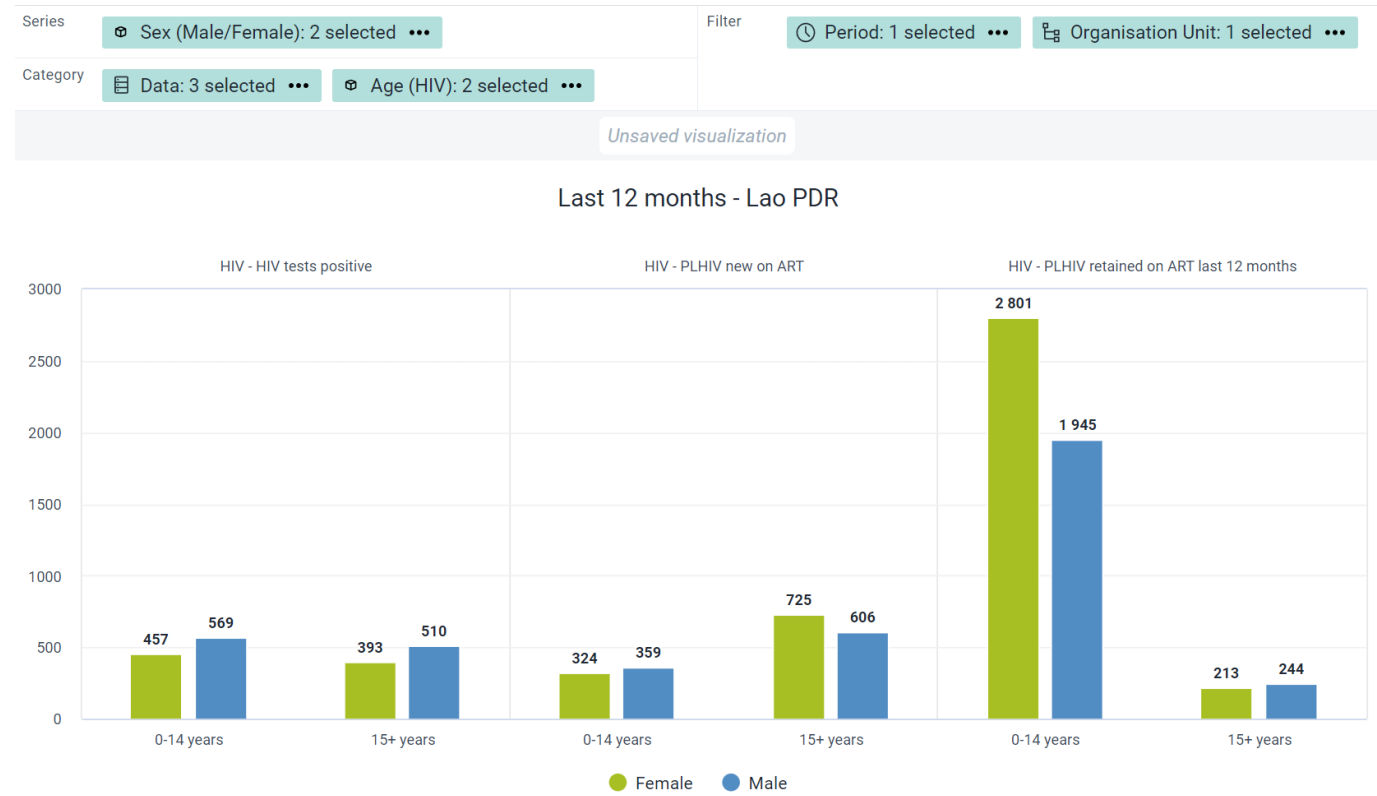 Series
Sex (Male/Female): 2 selected •••
Filter
Period: 1 selected •••
Organisation Unit: 1 selected •••
Category
Data: 3 selected •••
Age (HIV): 2 selected •••
Unsaved visualization
Last 12 months - Lao PDR
HIV - HIV tests positive
HIV - PLHIV new on ART
HIV - PLHIV retained on ART last 12 months
3000
2500
2000
1500
1000
500
0
457
569
393
510
324
359
725
606
2 801
1 945
213
244
0-14 years
15+ years
0-14 years
15+ years
0-14 years
15+ years
Female
Male